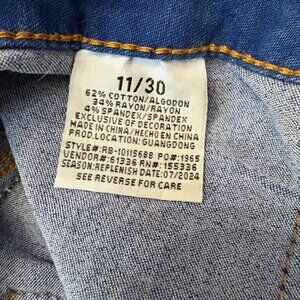 11/30
62% COTTON/ALGODON
34% RAYON/RAYON
4% SPANDEX/SPANDEX
EXCLUSIVE OF DECORATION
MADE IN CHINA/HECHO EN CHINA
PROD.LOCATION: GUANGDONG
STYLE#:RB-1011568B PO#:1965
VENDOR#:61336 RN#:155336
SEASON:REPLENISH DATE:07/2024
SEE REVERSE FOR CARE